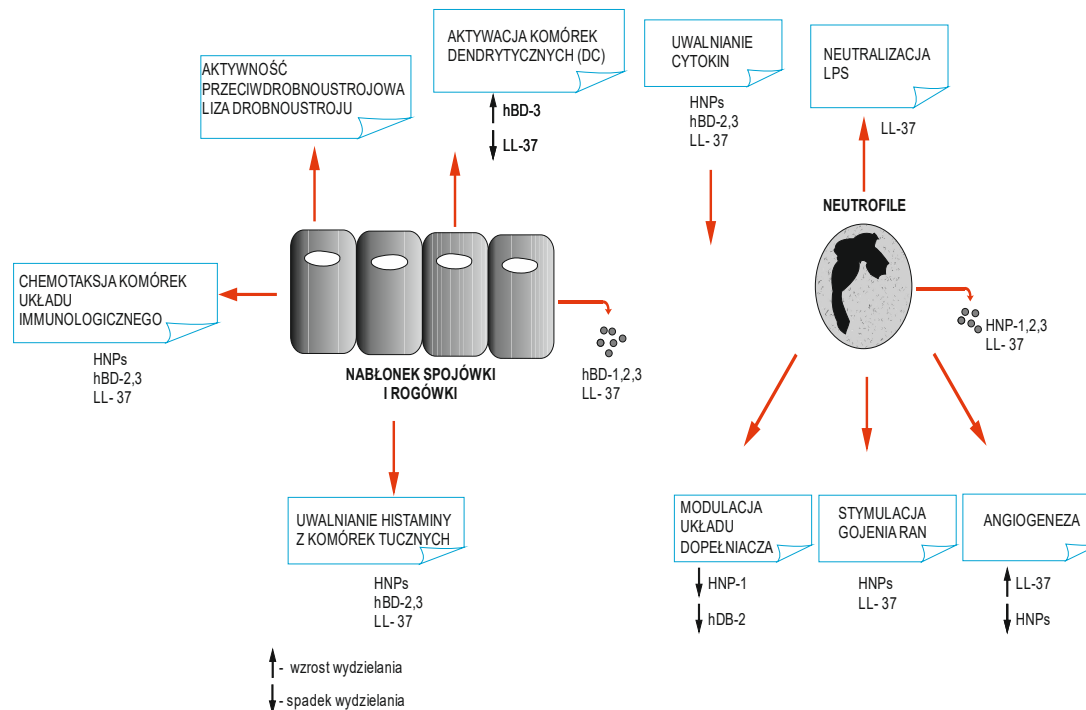 AKTYWNOŚĆ
PRZECIWDROBNOUSTROJOWA
LIZA DROBNOUSTROJU
AKTYWACJA KOMÓREK
DENDRYTYCZNYCH (DC)
hBD-3
LL-37
UWALNIANIE
CYTOKIN
HNPs
hBD-2,3
LL- 37
NEUTRALIZACJA
LPS
LL-37
NEUTROFILE
CHEMOTAKSJA KOMÓREK
UKŁADU
IMMUNOLOGICZNEGO
HNPs
hBD-2,3
LL- 37
NABŁONEK SPOJÓWKI
I ROGÓWKI
hBD-1,2,3
LL- 37
HNP-1,2,3
LL- 37
UWALNIANIE HISTAMINY
Z KOMÓREK TUCZNYCH
HNPs
hBD-2,3
LL- 37
MODULACJA
UKŁADU
DOPEŁNIACZA
HNP-1
hDB-2
STYMULACJA
GOJENIA RAN
HNPs
LL- 37
ANGIOGENEZA
LL-37
HNPs
- wzrost wydzielania
- spadek wydzielania